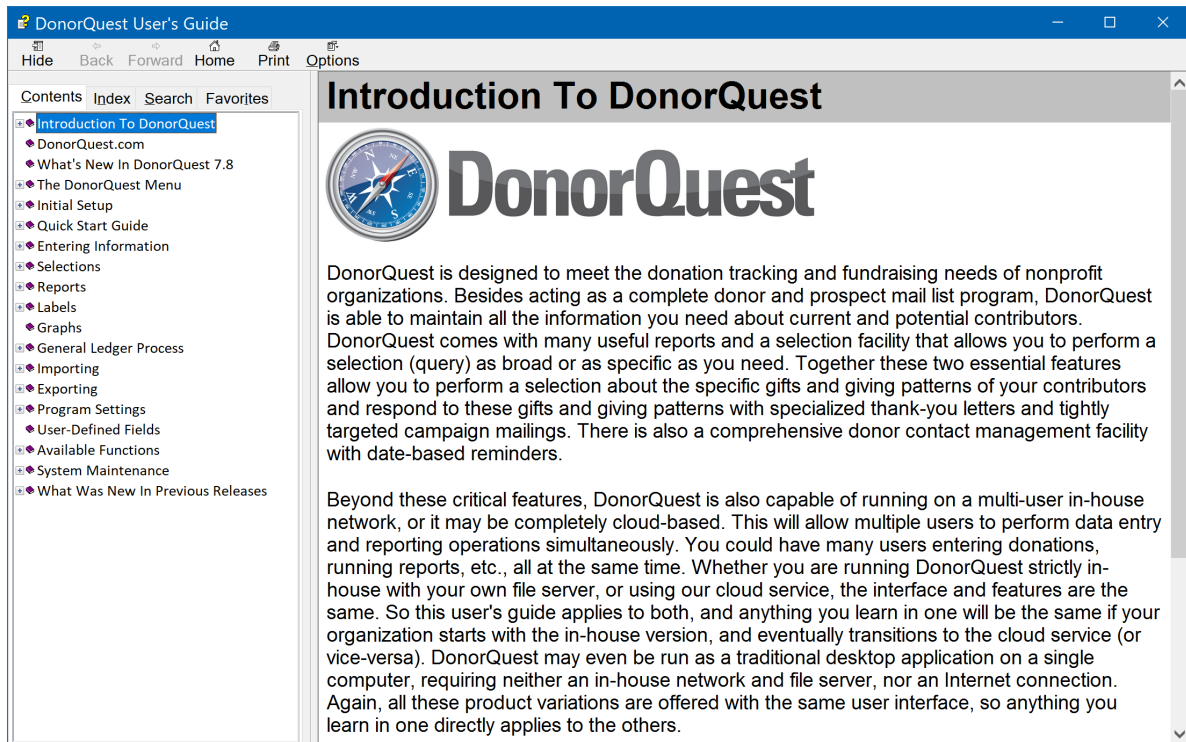 DonorQuest User's Guide
Hide Back Forward Home Print Options
Contents Index Search Favorites
Introduction To DonorQuest
DonorQuest.com
What's New In DonorQuest 7.8
The DonorQuest Menu
Initial Setup
Quick Start Guide
Entering Information
Selections
Reports
Labels
Graphs
General Ledger Process
Importing
Exporting
Program Settings
User-Defined Fields
Available Functions
System Maintenance
What Was New In Previous Releases
Introduction To DonorQuest
N
NE
E
SE
S
SW
W
NW
DonorQuest
DonorQuest is designed to meet the donation tracking and fundraising needs of nonprofit
organizations. Besides acting as a complete donor and prospect mail list program, DonorQuest
is able to maintain all the information you need about current and potential contributors.
DonorQuest comes with many useful reports and a selection facility that allows you to perform a
selection (query) as broad or as specific as you need. Together these two essential features
allow you to perform a selection about the specific gifts and giving patterns of your contributors
and respond to these gifts and giving patterns with specialized thank-you letters and tightly
targeted campaign mailings. There is also a comprehensive donor contact management facility
with date-based reminders.
Beyond these critical features, DonorQuest is also capable of running on a multi-user in-house
network, or it may be completely cloud-based. This will allow multiple users to perform data entry
and reporting operations simultaneously. You could have many users entering donations,
running reports, etc., all at the same time. Whether you are running DonorQuest strictly in-
house with your own file server, or using our cloud service, the interface and features are the
same. So this user's guide applies to both, and anything you learn in one will be the same if your
organization starts with the in-house version, and eventually transitions to the cloud service (or
vice-versa). DonorQuest may even be run as a traditional desktop application on a single
computer, requiring neither an in-house network and file server, nor an Internet connection.
Again, all these product variations are offered with the same user interface, so anything you
learn in one directly applies to the others.